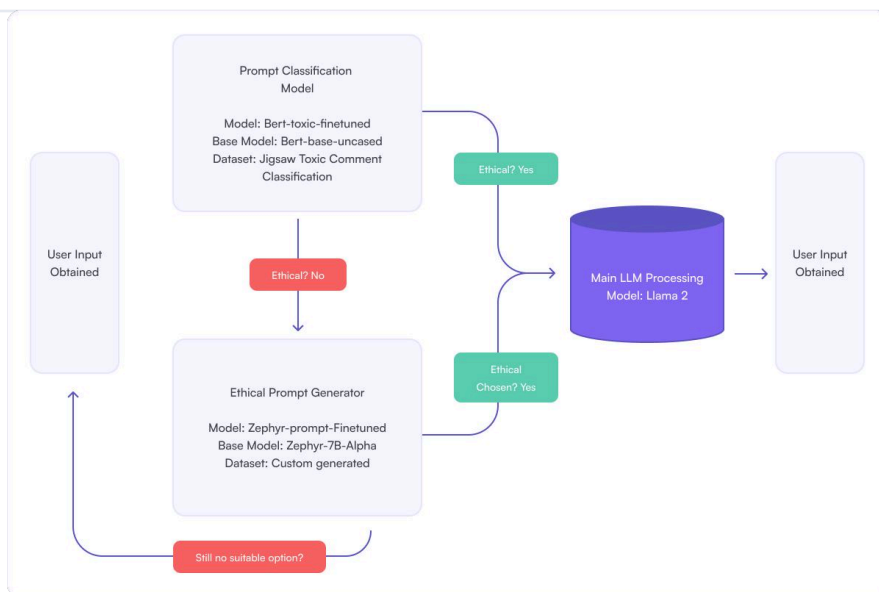 User Input
Obtained
Prompt Classification
Model
Model: Bert-toxic-finetuned
Base Model: Bert-base-uncased
Dataset: Jigsaw Toxic Comment
Classification
Ethical? No
Ethical Prompt Generator
Model: Zephyr-prompt-Finetuned
Base Model: Zephyr-7B-Alpha
Dataset: Custom generated
Still no suitable option?
Ethical? Yes
Ethical
Chosen? Yes
Main LLM Processing
Model: Llama 2
User Input
Obtained